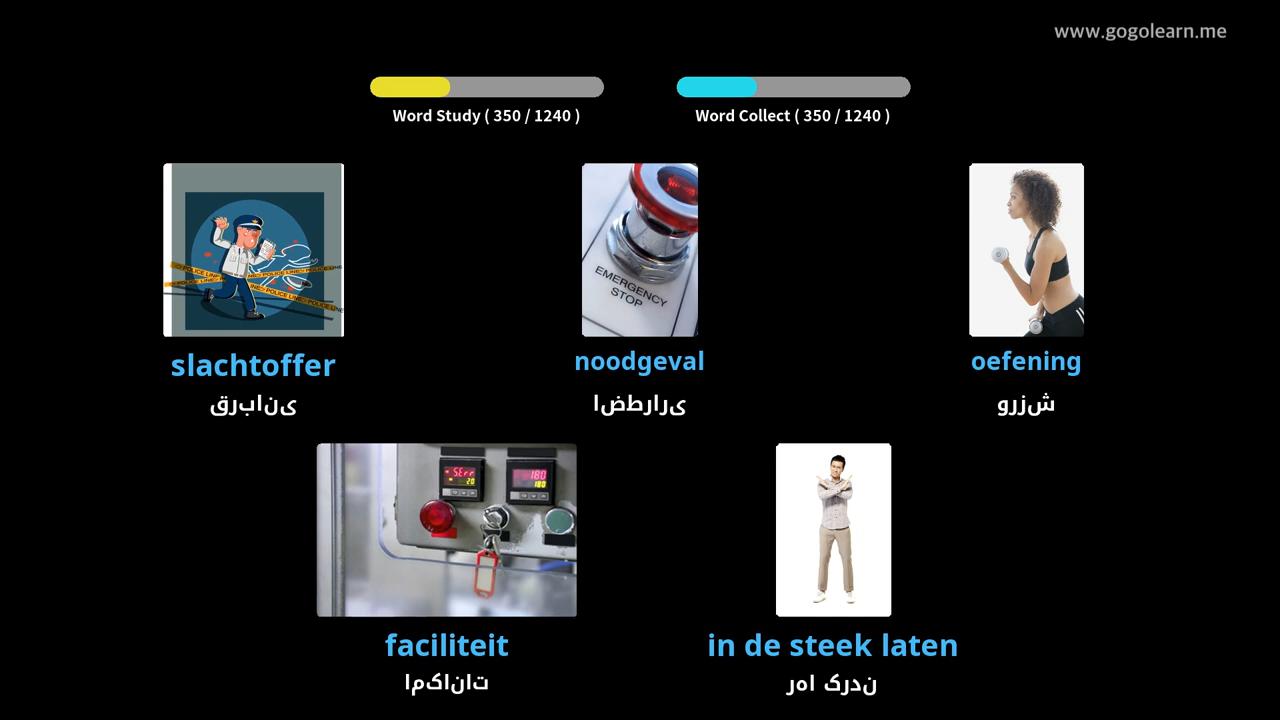 www.gogolearn.me
Word Study ( 350 / 1240 )
Word Collect ( 350 / 1240 )
slachtoffer
noodgeval
oefening
قربانی
اضطراری
ورزش
faciliteit
in de steek laten
امکانات
رها کردن
EMERGENCY
STOP